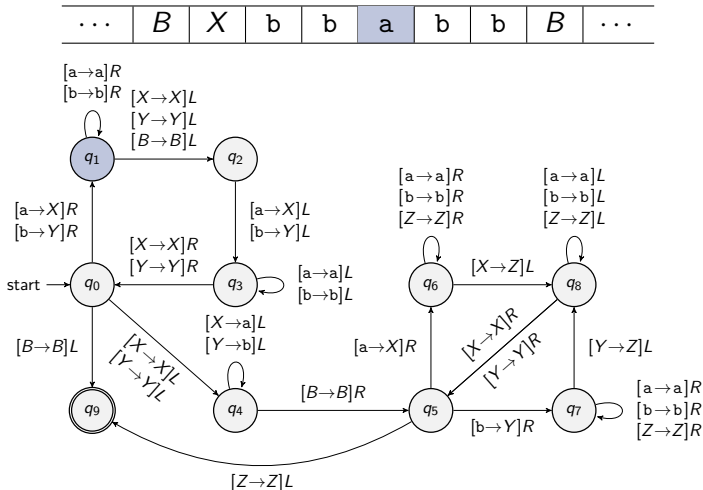 ··· B X b b a b b B ···
[a→a]R
[b→b]R
[X→X]L
[Y→Y]L
[B→B]L
q1
q2
[a→a]R
[b→b]R
[Z→Z]R
[a→a]L
[b→b]L
[Z→Z]L
[a→X]R
[b→Y]R
[a→X]L
[b→Y]L
[X→X]R
[Y→Y]R
start
q0
q3
[a→a]L
[b→b]L
q6
[X→Z]L
q8
[X→a]L
[Y→b]L
[B→B]L
[X→X]L
[Y→Y]L
[a→X]R
[X→X]R
[Y→Y]R
[Y→Z]L
q9
q4
[B→B]R
q5
[b→Y]R
q7
[a→a]R
[b→b]R
[Z→Z]R
[Z→Z]L